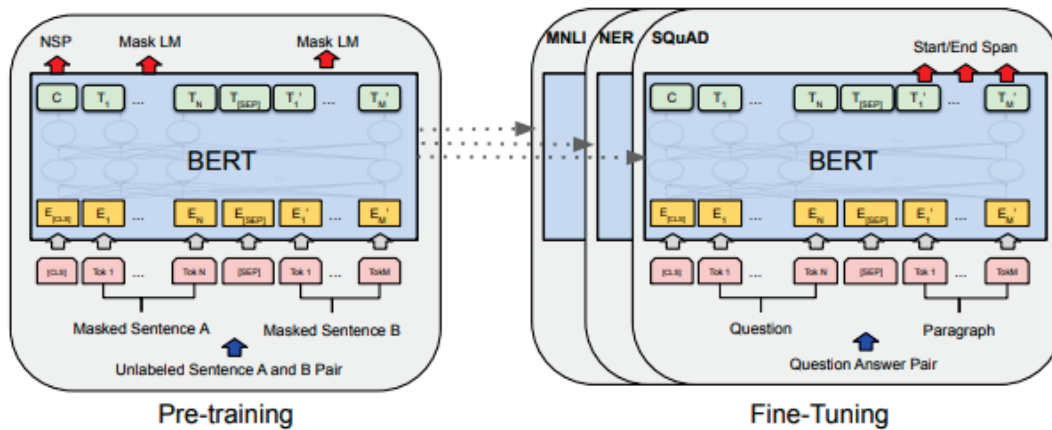 NSP Mask LM Mask LM
C T1 ... TN T[SEP] T1' ... TM'
BERT
E[CLS] E1 ... EN E[SEP] E1' ... EM'
[CLS] Tok 1 ... Tok N [SEP] Tok 1 ... TokM
Masked Sentence A Masked Sentence B
Unlabeled Sentence A and B Pair
Pre-training
MNLI NER SQuAD
Start/End Span
C T1 ... TN T[SEP] T1' ... TM'
BERT
E[CLS] E1 ... EN E[SEP] E1' ... EM'
[CLS] Tok 1 ... Tok N [SEP] Tok 1 ... TokM
Question Paragraph
Question Answer Pair
Fine-Tuning